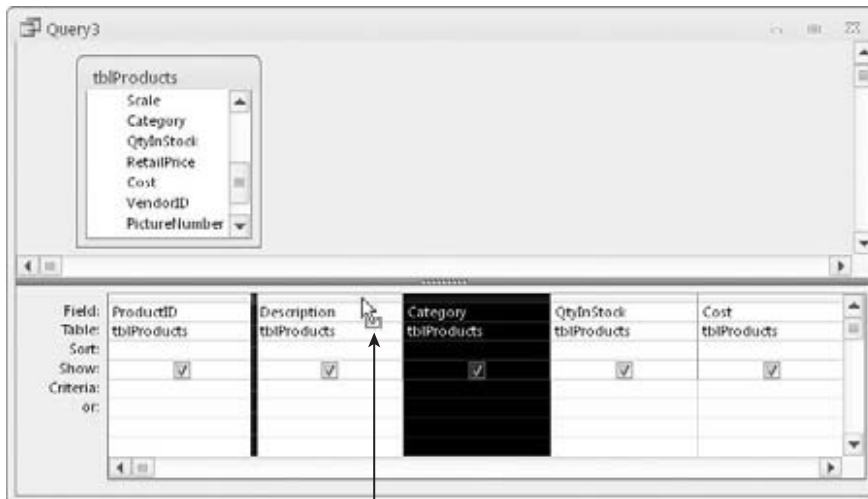 Query3
tblProducts
Scale
Category
QtyInStock
RetailPrice
Cost
VendorID
PictureNumber
Field: ProductID Description Category QtyInStock Cost
Table: tblProducts tblProducts tblProducts tblProducts tblProducts
Sort:
Show:
Criteria:
or: